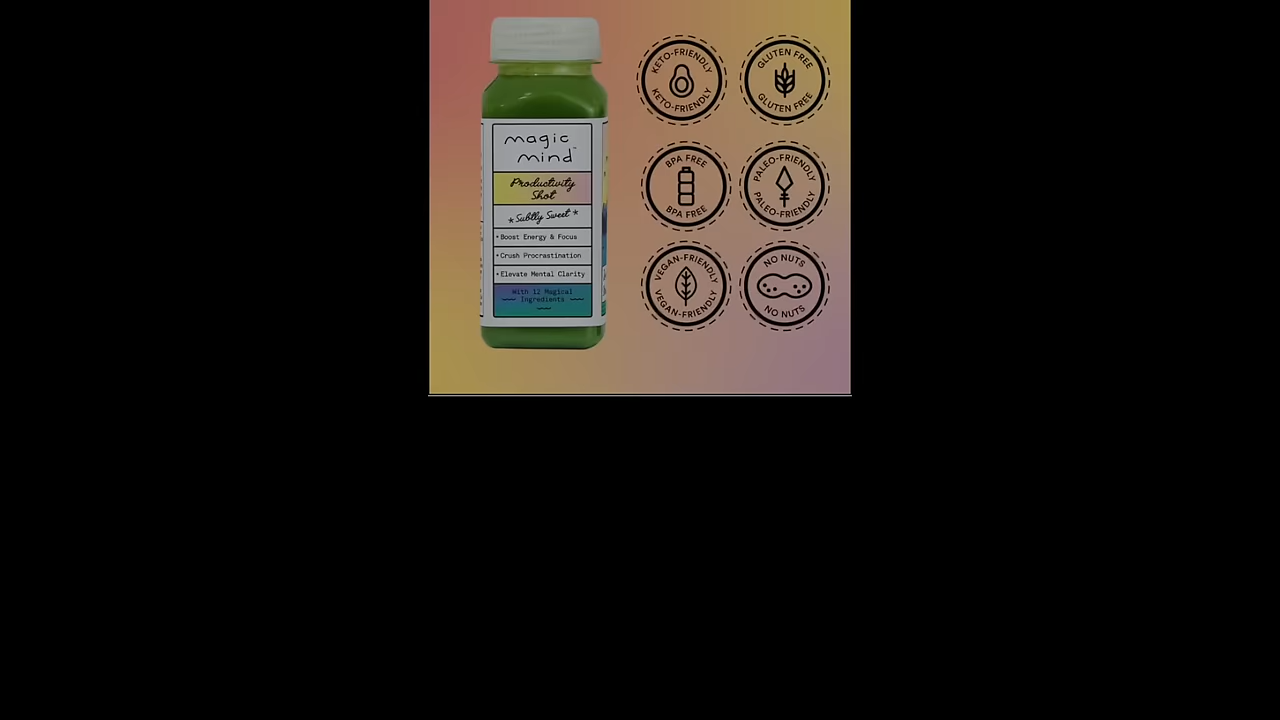 magic
mind™
Productivity
Shot
*Subtly Sweet*
•Boost Energy & Focus
•Crush Procrastination
•Elevate Mental Clarity
With 12 Magical
Ingredients
KETO-FRIENDLY
KETO-FRIENDLY
GLUTEN FREE
GLUTEN FREE
BPA FREE
BPA FREE
PALEO-FRIENDLY
PALEO-FRIENDLY
VEGAN-FRIENDLY
VEGAN-FRIENDLY
NO NUTS
NO NUTS